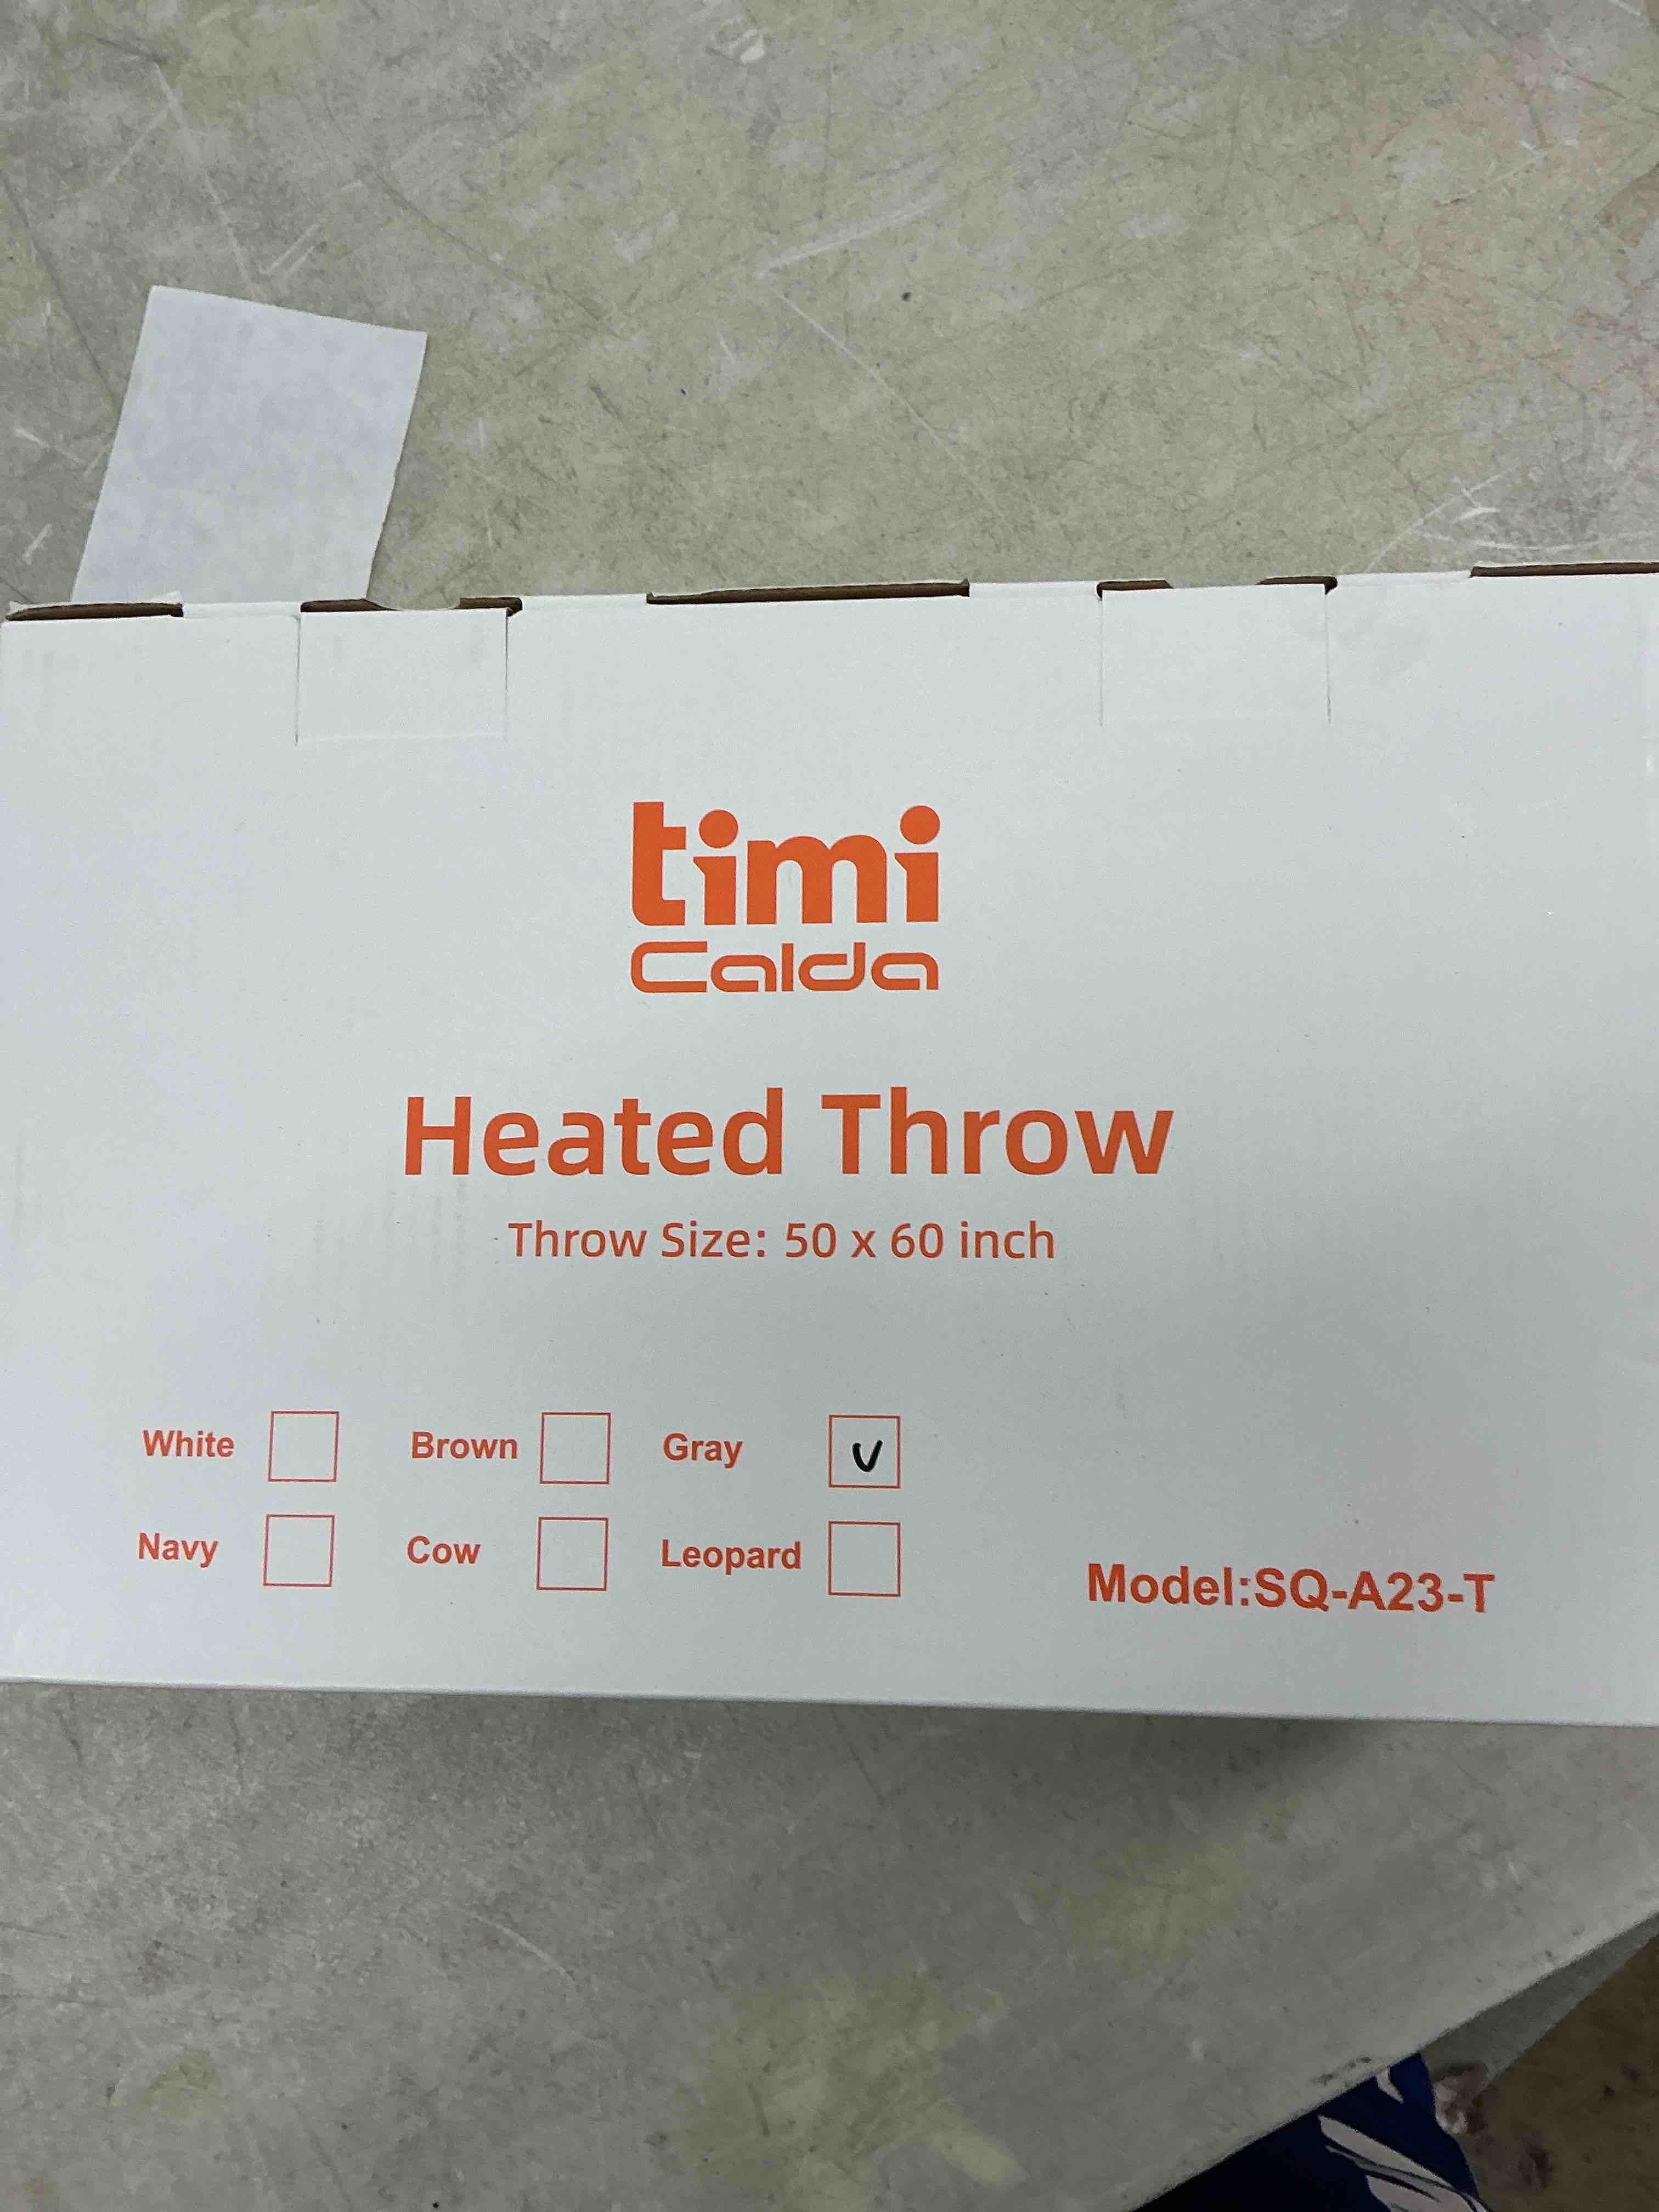 timi
Calda
Heated Throw
Throw Size: 50 x 60 inch
White Brown Gray v
Navy Cow Leopard
Model:SQ-A23-T